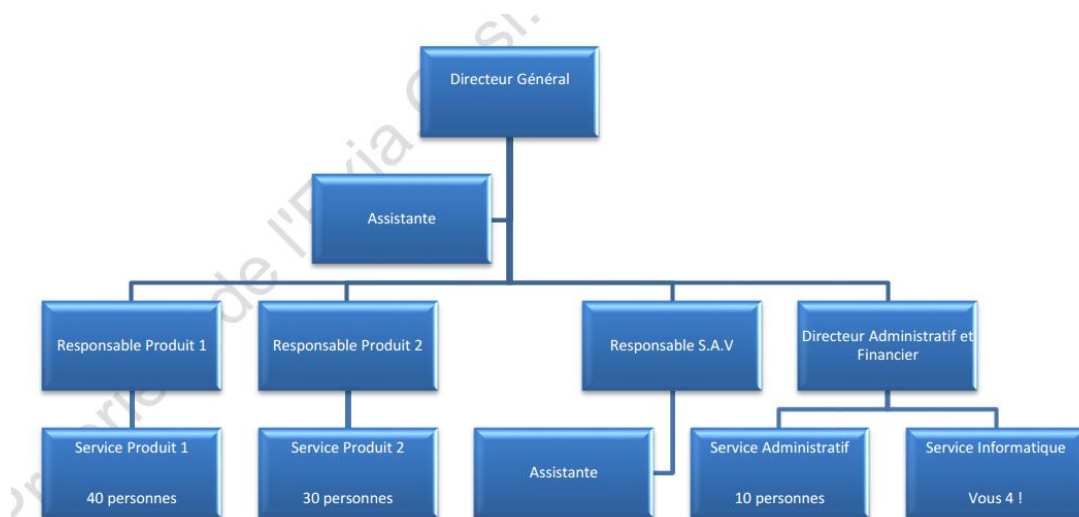 Directeur Général
Assistante
Responsable Produit 1
Responsable Produit 2
Responsable S.A.V
Directeur Administratif et
Financier
Service Produit 1
40 personnes
Service Produit 2
30 personnes
Assistante
Service Administratif
10 personnes
Service Informatique
Vous 4 !